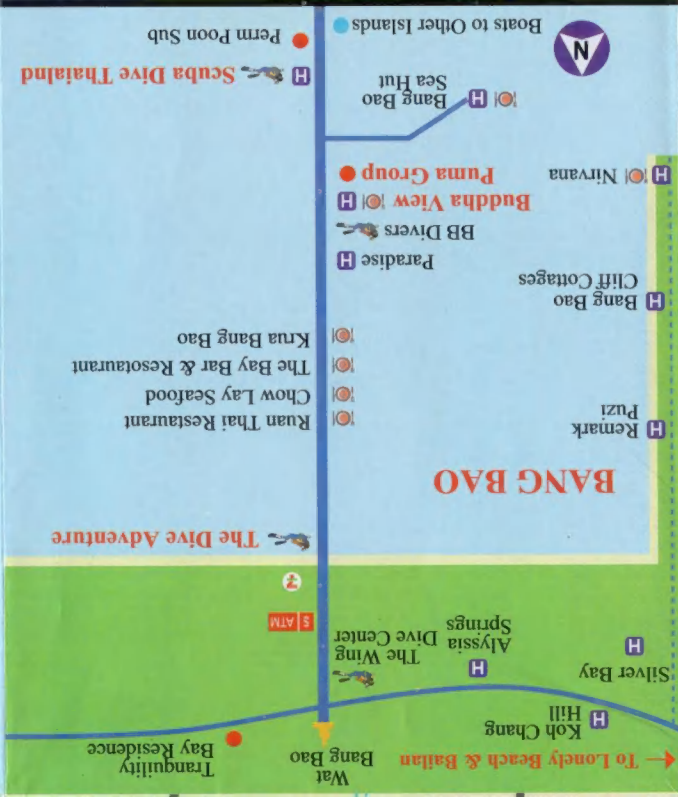 To Lonely Beach & Bailan
Wat
Bang Bao
Tranquility
Bay Residence
H Koh Chang
Hill
Silver Bay
H
H
Alyssia
Springs
The Wing
Dive Center
$ ATM
7
The Dive Adventure
BANG BAO
H Remark
Puzi
Ruan Thai Restaurant
Chow Lay Seafood
The Bay Bar & Resotaurant
Krua Bang Bao
H Bang Bao
Cliff Cottages
Paradise H
BB Divers
Buddha View H
Puma Group
H Nirvana
Bang Bao H
Sea Hut
H Scuba Dive Thaialnd
Perm Poon Sub
N
Boats to Other Islands